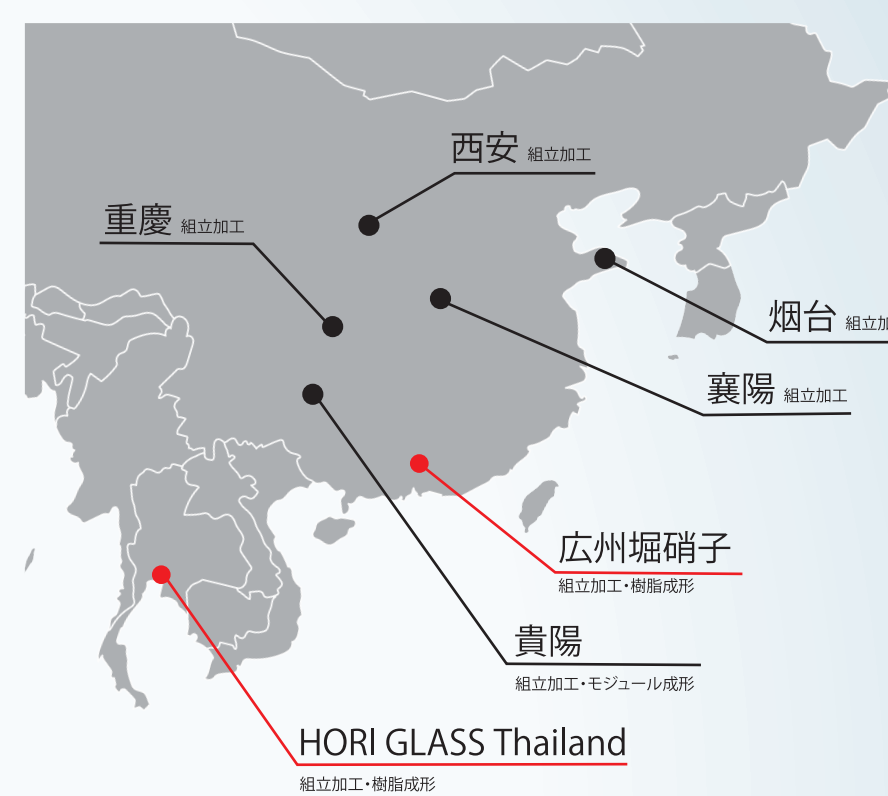 西安 組立加工
重慶 組立加工
烟台 組立加
襄陽 組立加工
広州堀硝子
組立加工・樹脂成形
貴陽
組立加工・モジュール成形
HORI GLASS Thailand
組立加工・樹脂成形